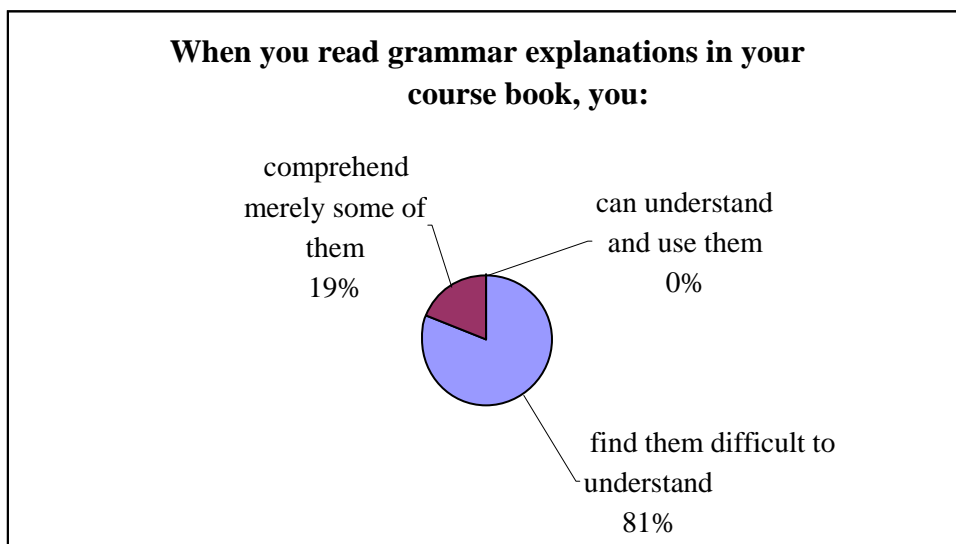 When you read grammar explanations in your
course book, you:
comprehend
merely some of
them
19%
can understand
and use them
0%
find them difficult to
understand
81%